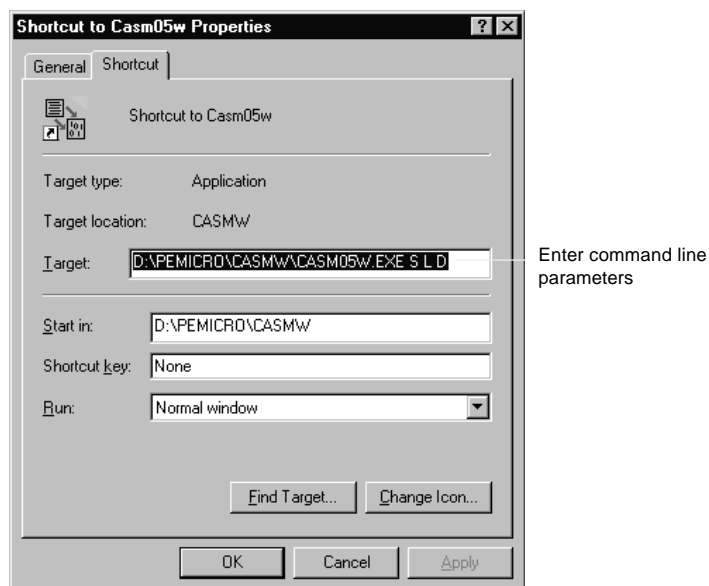 Shortcut to Casm05w Properties
General Shortcut
Shortcut to Casm05w
Target type: Application
Target location: CASMW
Target: D:\PEMICRO\CASMW\CASM05W.EXE S L D
Enter command line
parameters
Start in: D:\PEMICRO\CASMW
Shortcut key: None
Run: Normal window
Find Target... Change Icon...
OK Cancel Apply